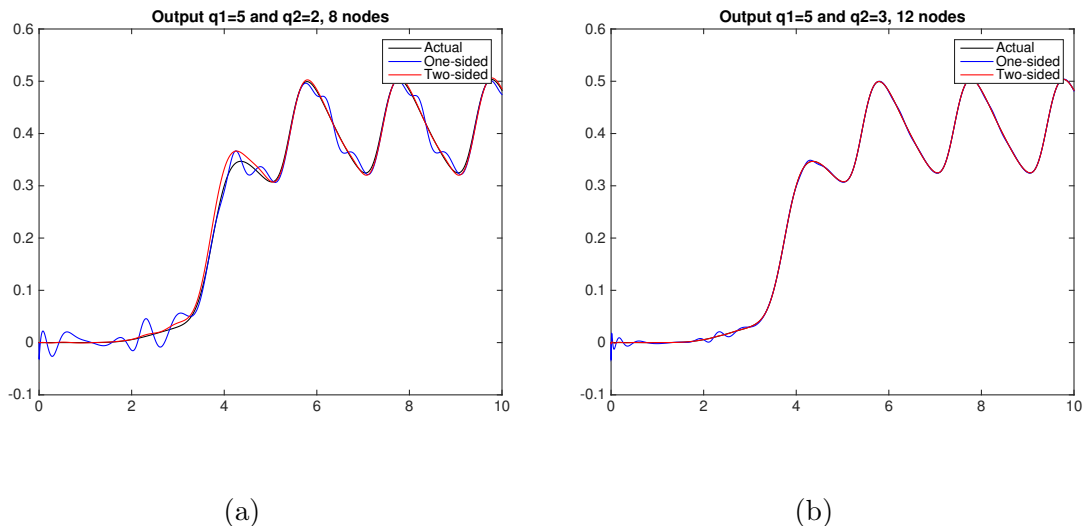 Output q1=5 and q2=2, 8 nodes
0.6
0.5
0.4
0.3
0.2
0.1
0
-0.1
0 2 4 6 8 10
Actual
One-sided
Two-sided
(a)
Output q1=5 and q2=3, 12 nodes
0.6
0.5
0.4
0.3
0.2
0.1
0
-0.1
0 2 4 6 8 10
Actual
One-sided
Two-sided
(b)